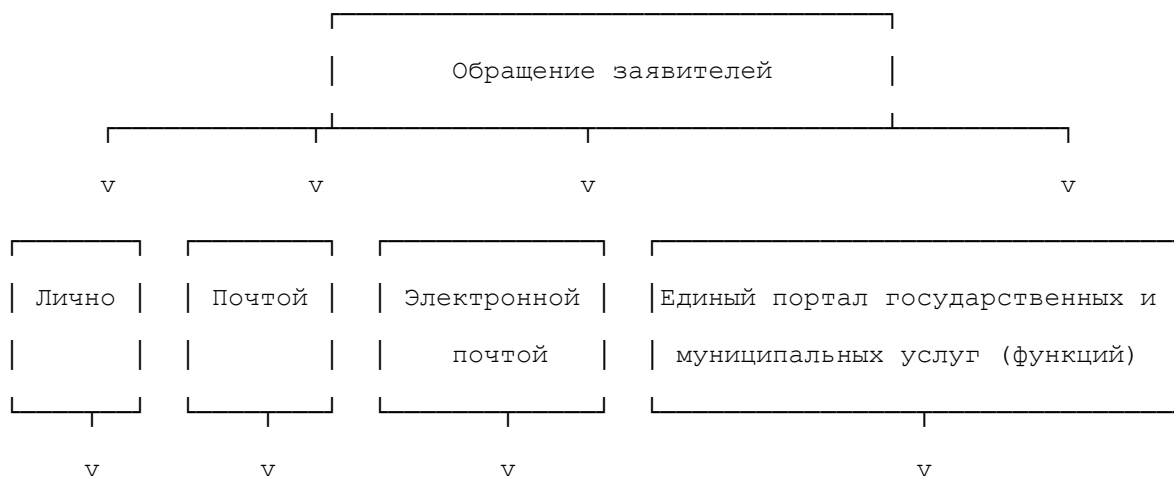 Обращение заявителей
v v v v
Лично Почтой Электронной Единый портал государственных и
почтой муниципальных услуг (функций)
v v v v